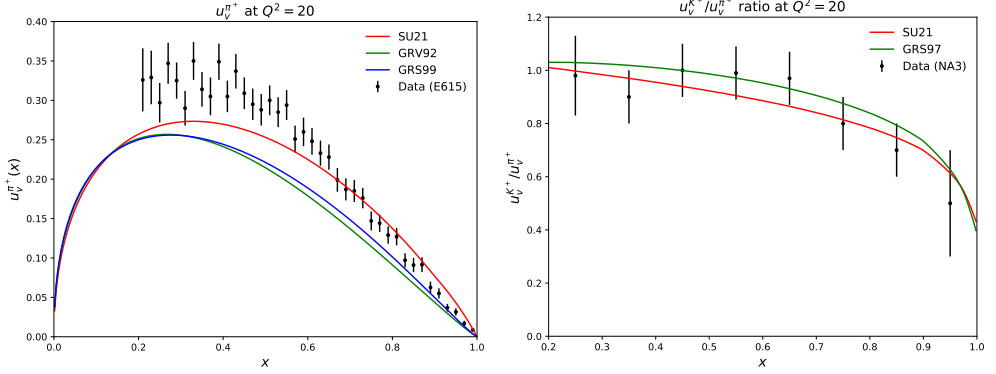 u_v^{π^+} at Q^2 = 20
0.40
0.35
0.30
0.25
0.20
0.15
0.10
0.05
0.00
u_v^{π^+}(x)
SU21
GRV92
GRS99
Data (E615)
0.0 0.2 0.4 0.6 0.8 1.0
x
u_v^{K^+}/u_v^{π^+} ratio at Q^2 = 20
1.2
1.0
0.8
0.6
0.4
0.2
0.0
u_v^{K^+}/u_v^{π^+}
SU21
GRS97
Data (NA3)
0.2 0.3 0.4 0.5 0.6 0.7 0.8 0.9 1.0
x